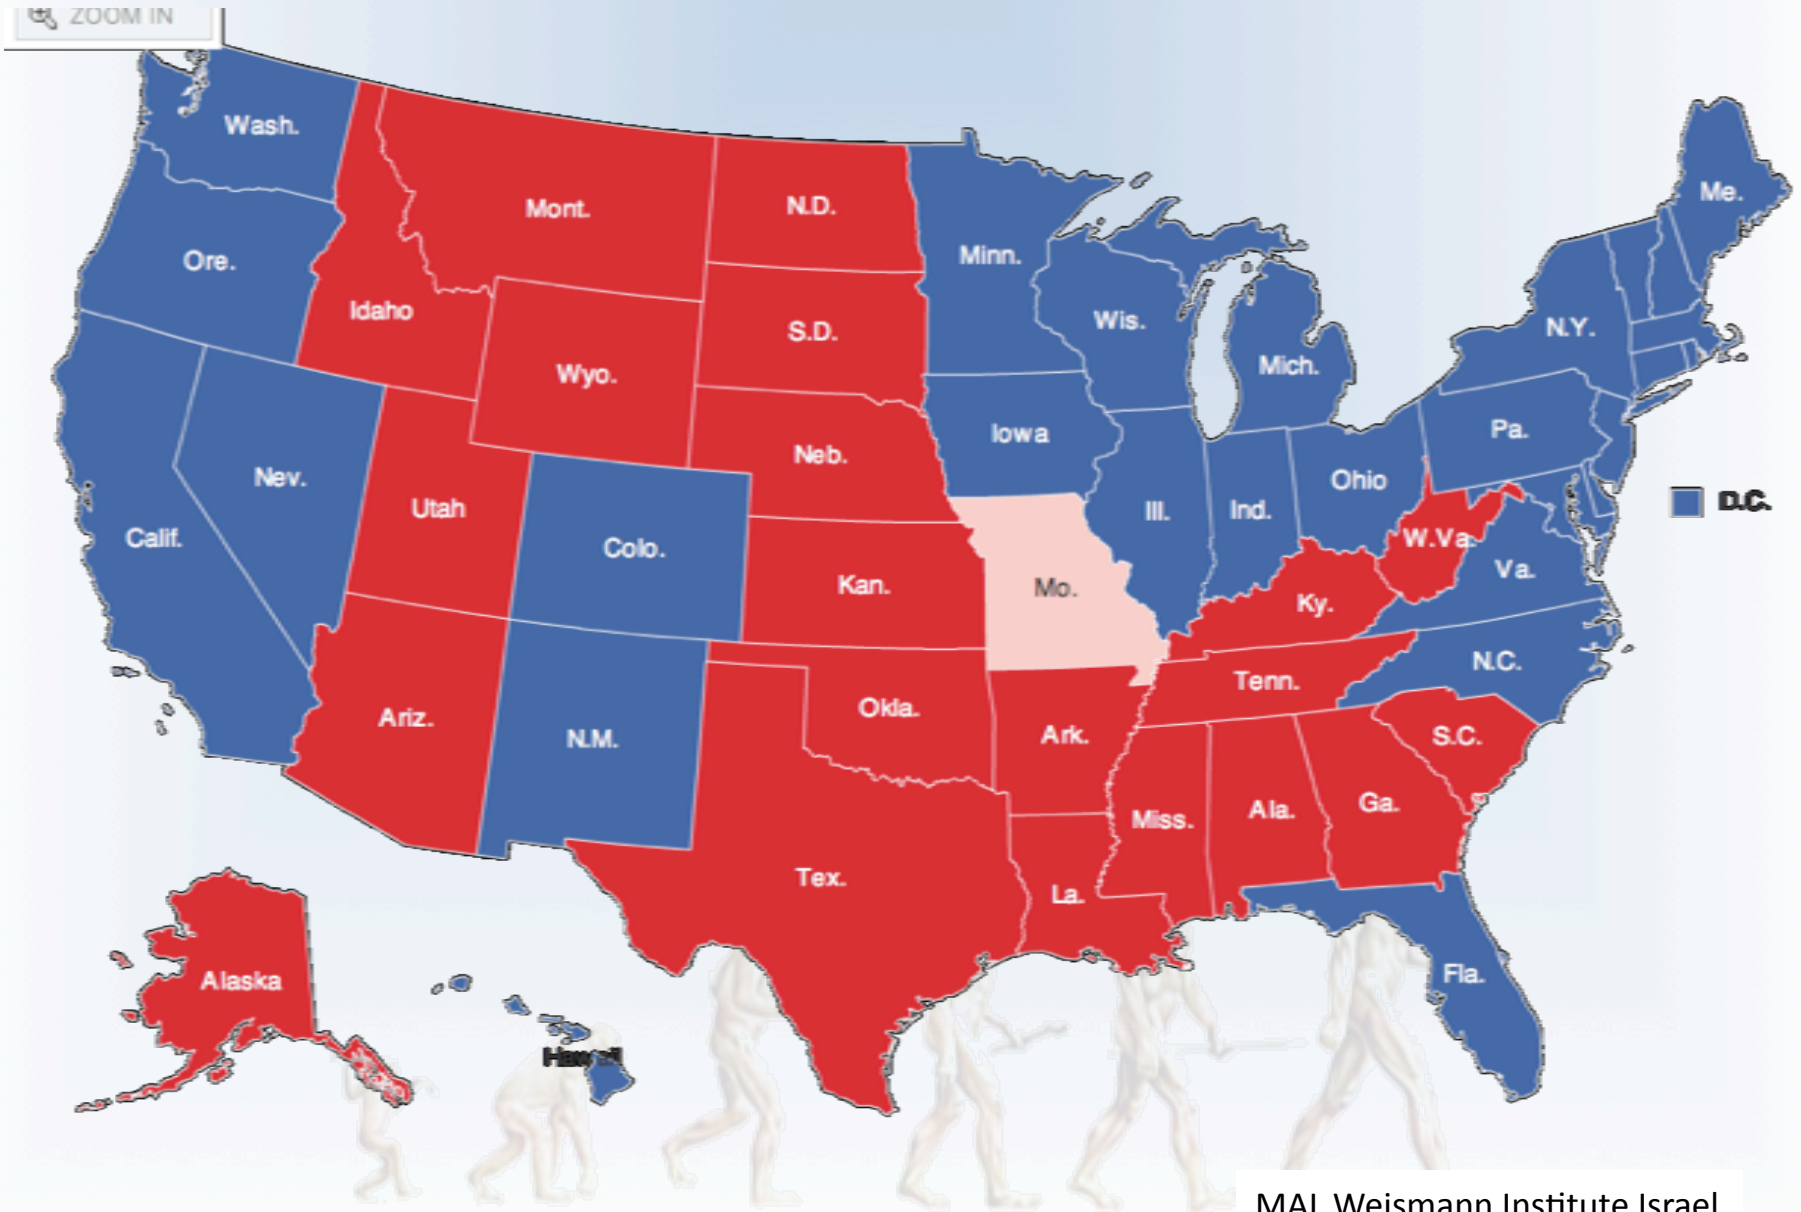 ZOOM IN
Wash.
Mont.
N.D.
Minn.
Me.
Ore.
Idaho
S.D.
Wis.
N.Y.
Wyo.
Mich.
Iowa
Pa.
Neb.
Nev.
Utah
Ohio
Ill.
Ind.
D.C.
Calif.
Colo.
W.Va.
Kan.
Mo.
Va.
Ky.
N.C.
Tenn.
Ariz.
N.M.
Okla.
Ark.
S.C.
Miss.
Ala.
Ga.
Tex.
La.
Alaska
Fla.
Hawaii
MAL Weismann Institute Israel